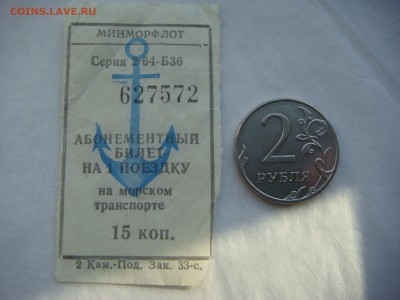 COINS.LAVE.RU
МИНМОРФЛОТ
Серия 2 64-Б36
627572
АБОНЕМЕНТНЫЙ
БИЛЕТ
НА 1 ПОЕЗДКУ
на морском
транспорте
15 коп.
2 Кам.-Под. Зак. 33-с.
2
РУБЛЯ